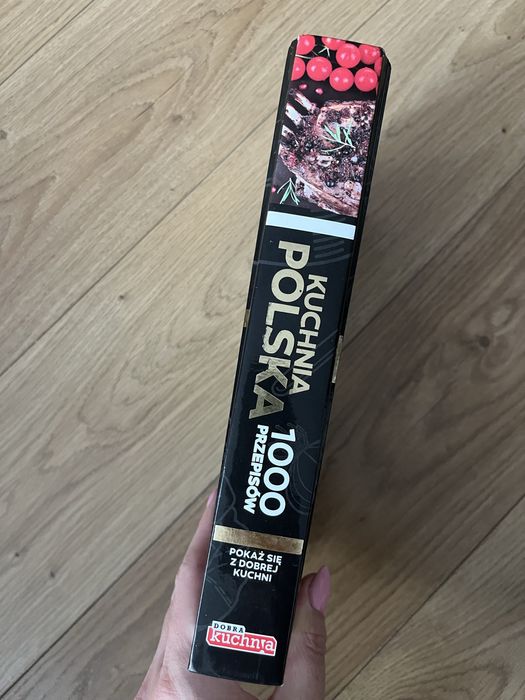 KUCHNIA
POLSKA
1000
PRZEPISÓW
POKAŻ SIĘ
Z DOBREJ
KUCHNI
DOBRA
kuchnia